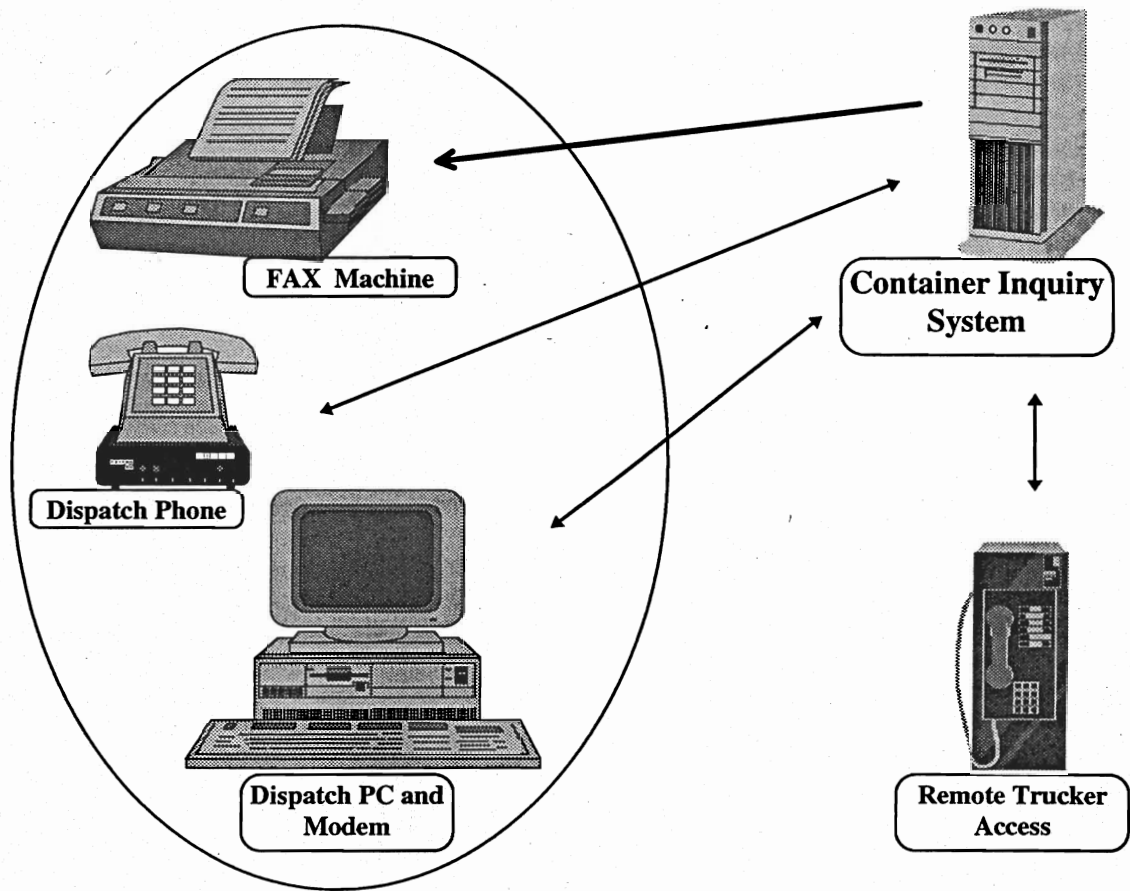 FAX Machine
Container Inquiry
System
Dispatch Phone
Dispatch PC and
Modem
Remote Trucker
Access